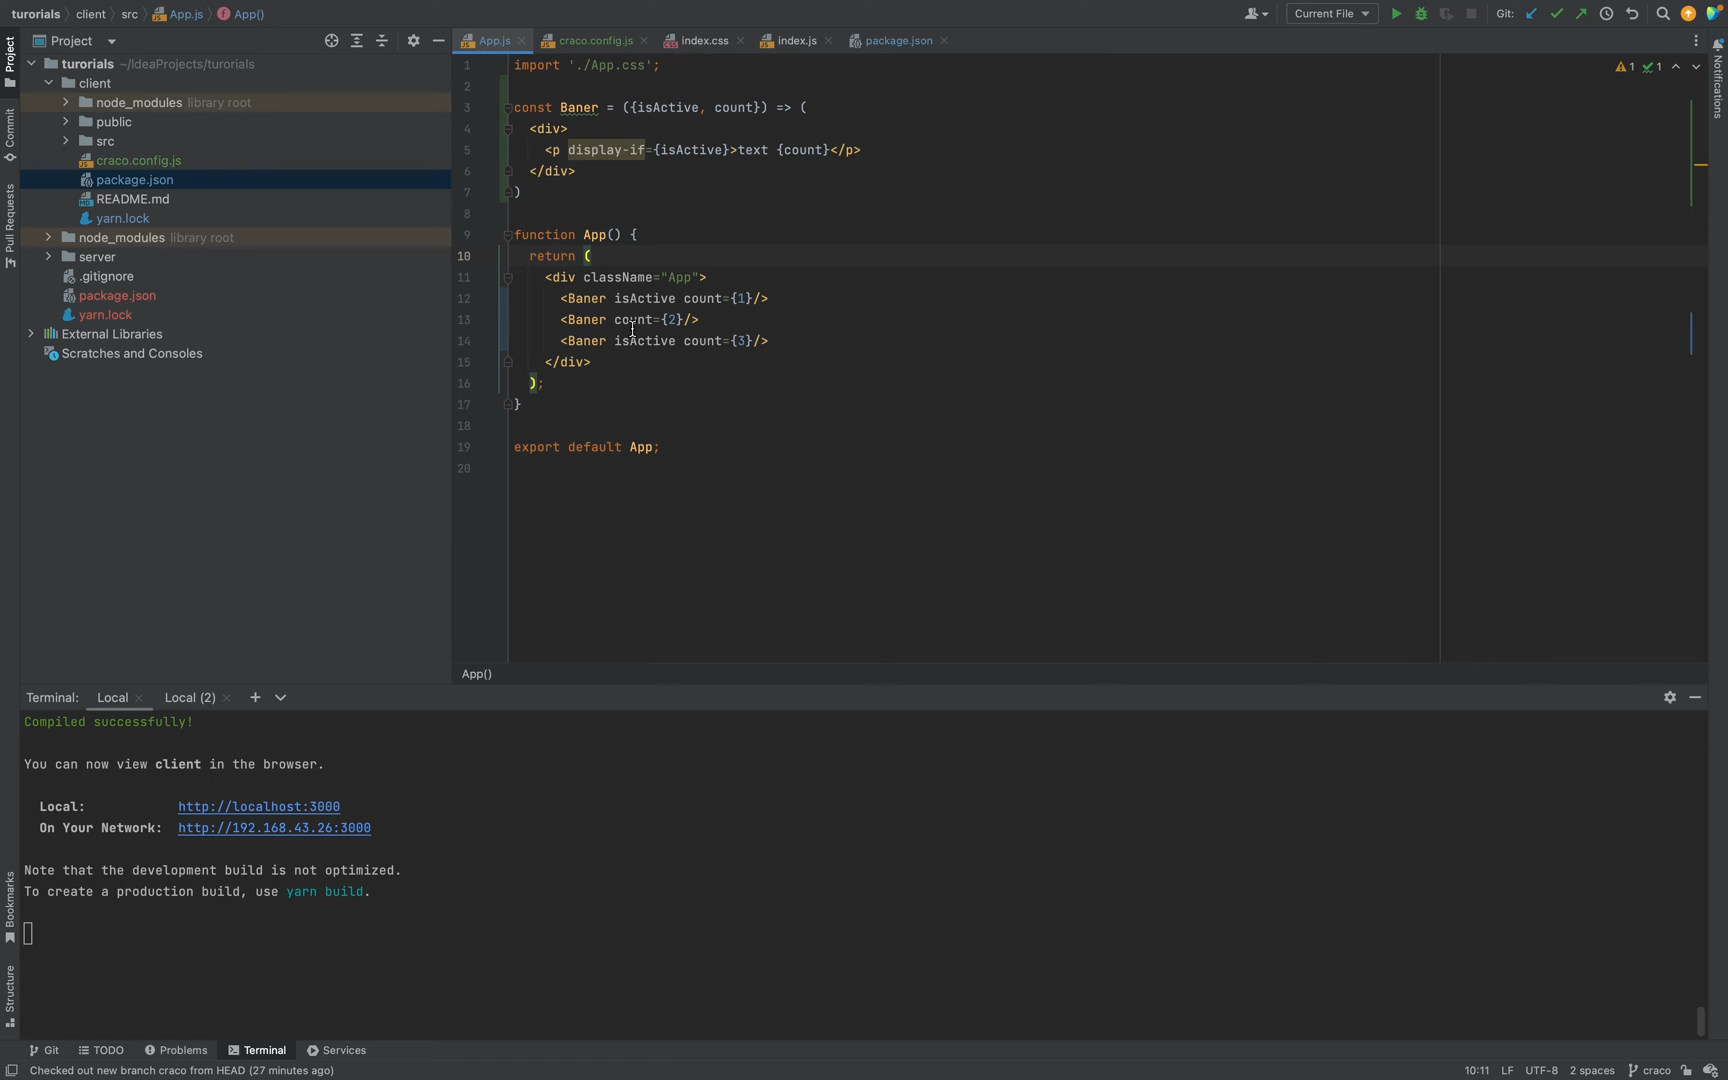 turorials client src App.js App()
Current File
Git:
Project
App.js craco.config.js index.css index.js package.json
Project
Commit
Pull Requests
Notifications
turorials ~/IdeaProjects/turorials
client
node_modules library root
public
src
craco.config.js
package.json
README.md
yarn.lock
node_modules library root
server
.gitignore
package.json
yarn.lock
External Libraries
Scratches and Consoles
1 import './App.css';
2
3 const Baner = ({isActive, count}) => (
4 <div>
5 <p display-if={isActive}>text {count}</p>
6 </div>
7 )
8
9 function App() {
10 return (
11 <div className="App">
12 <Baner isActive count={1}/>
13 <Baner count={2}/>
14 <Baner isActive count={3}/>
15 </div>
16 );
17 }
18
19 export default App;
20
1 1
App()
Terminal: Local Local (2)
Compiled successfully!
You can now view client in the browser.
Local: http://localhost:3000
On Your Network: http://192.168.43.26:3000
Note that the development build is not optimized.
To create a production build, use yarn build.
Bookmarks
Structure
Git TODO Problems Terminal Services
Checked out new branch craco from HEAD (27 minutes ago)
10:11 LF UTF-8 2 spaces craco